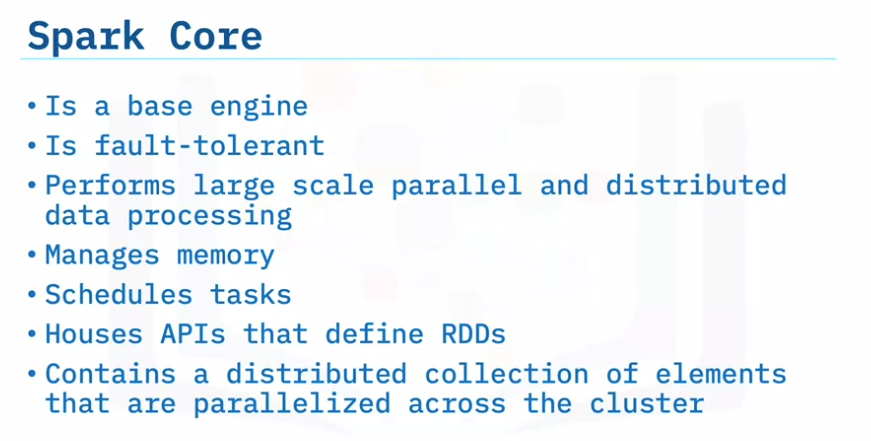 Spark Core
• Is a base engine
• Is fault-tolerant
• Performs large scale parallel and distributed
data processing
• Manages memory
• Schedules tasks
• Houses APIs that define RDDs
• Contains a distributed collection of elements
that are parallelized across the cluster